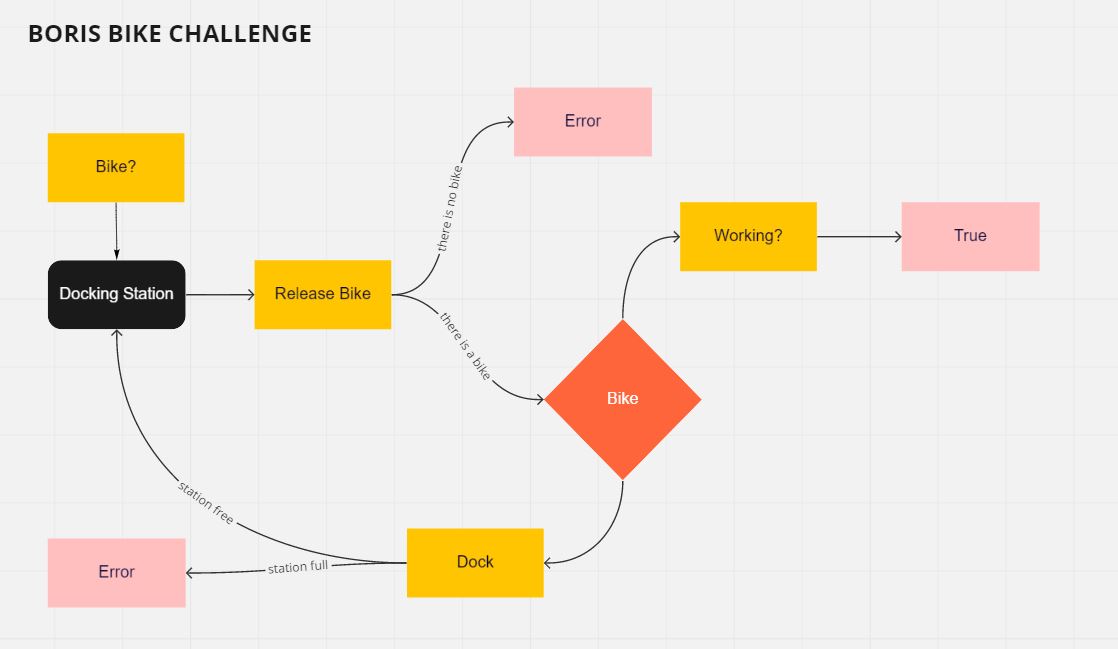 BORIS BIKE CHALLENGE
Error
Bike?
there is no bike
Working?
True
Docking Station
Release Bike
there is a bike
Bike
station free
Dock
station full
Error